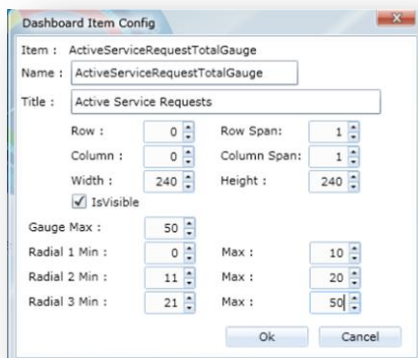 Dashboard Item Config
Item : ActiveServiceRequestTotalGauge
Name : ActiveServiceRequestTotalGauge
Title : Active Service Requests
Row : 0 Row Span: 1
Column : 0 Column Span: 1
Width : 240 Height : 240
IsVisible
Gauge Max : 50
Radial 1 Min : 0 Max : 10
Radial 2 Min : 11 Max : 20
Radial 3 Min : 21 Max : 50
Ok Cancel